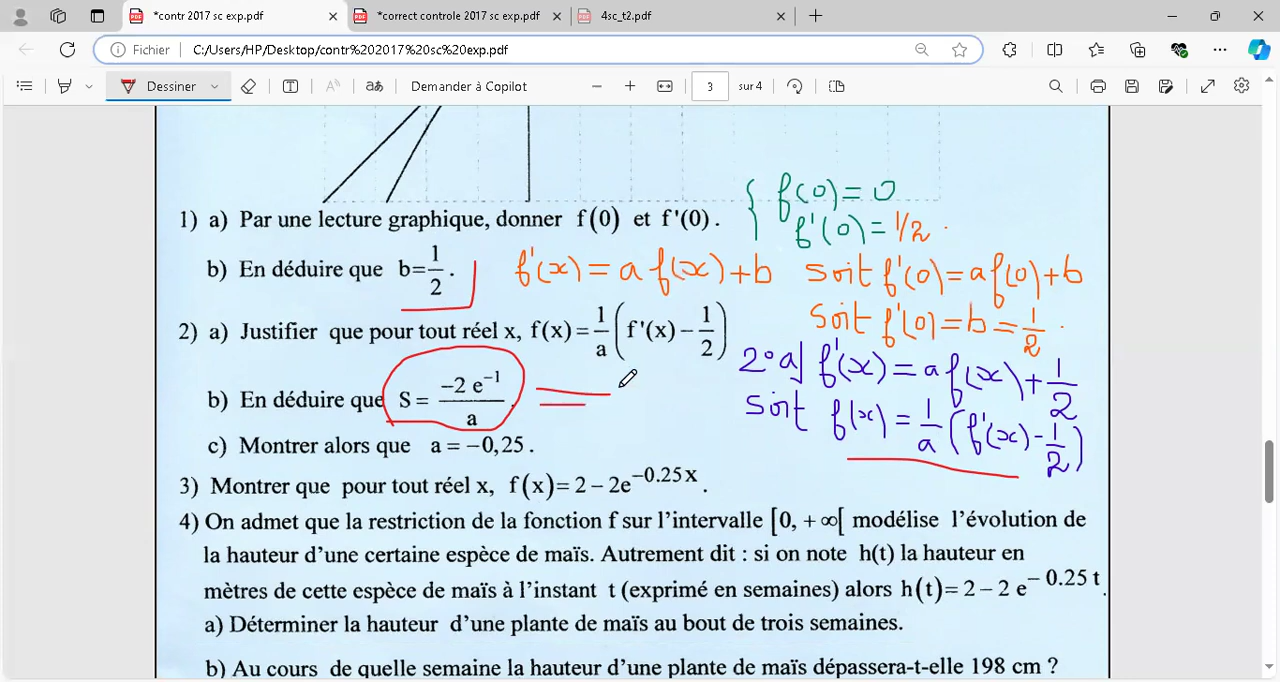 *contr 2017 sc exp.pdf
*correct controle 2017 sc exp.pdf
4sc_t2.pdf
Fichier C:/Users/HP/Desktop/contr%202017%20sc%20exp.pdf
Dessiner
aあ
Demander à Copilot
3 sur 4
1) a) Par une lecture graphique, donner f(0) et f'(0).
{ f(0) = 0
f'(0) = 1/2 .
b) En déduire que b = 1/2 .
f'(x) = a f(x) + b soit f'(0) = a f(0) + b
soit f'(0) = b = 1/2 .
2) a) Justifier que pour tout réel x, f(x) = 1/a (f'(x) − 1/2)
2° a) f'(x) = a f(x) + 1/2
soit f(x) = 1/a (f'(x) - 1/2)
b) En déduire que S = −2 e⁻¹ / a .
c) Montrer alors que a = −0,25 .
3) Montrer que pour tout réel x, f(x) = 2 − 2e^−0.25x .
4) On admet que la restriction de la fonction f sur l'intervalle [0, +∞[ modélise l'évolution de
la hauteur d'une certaine espèce de maïs. Autrement dit : si on note h(t) la hauteur en
mètres de cette espèce de maïs à l'instant t (exprimé en semaines) alors h(t) = 2 − 2 e^−0.25 t .
a) Déterminer la hauteur d'une plante de maïs au bout de trois semaines.
b) Au cours de quelle semaine la hauteur d'une plante de maïs dépassera-t-elle 198 cm ?